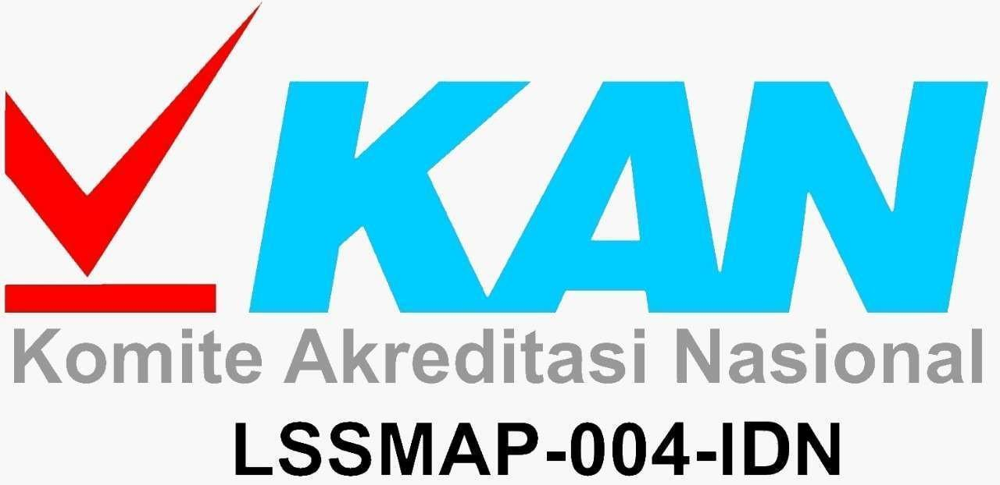 KAN
Komite Akreditasi Nasional
LSSMAP-004-IDN